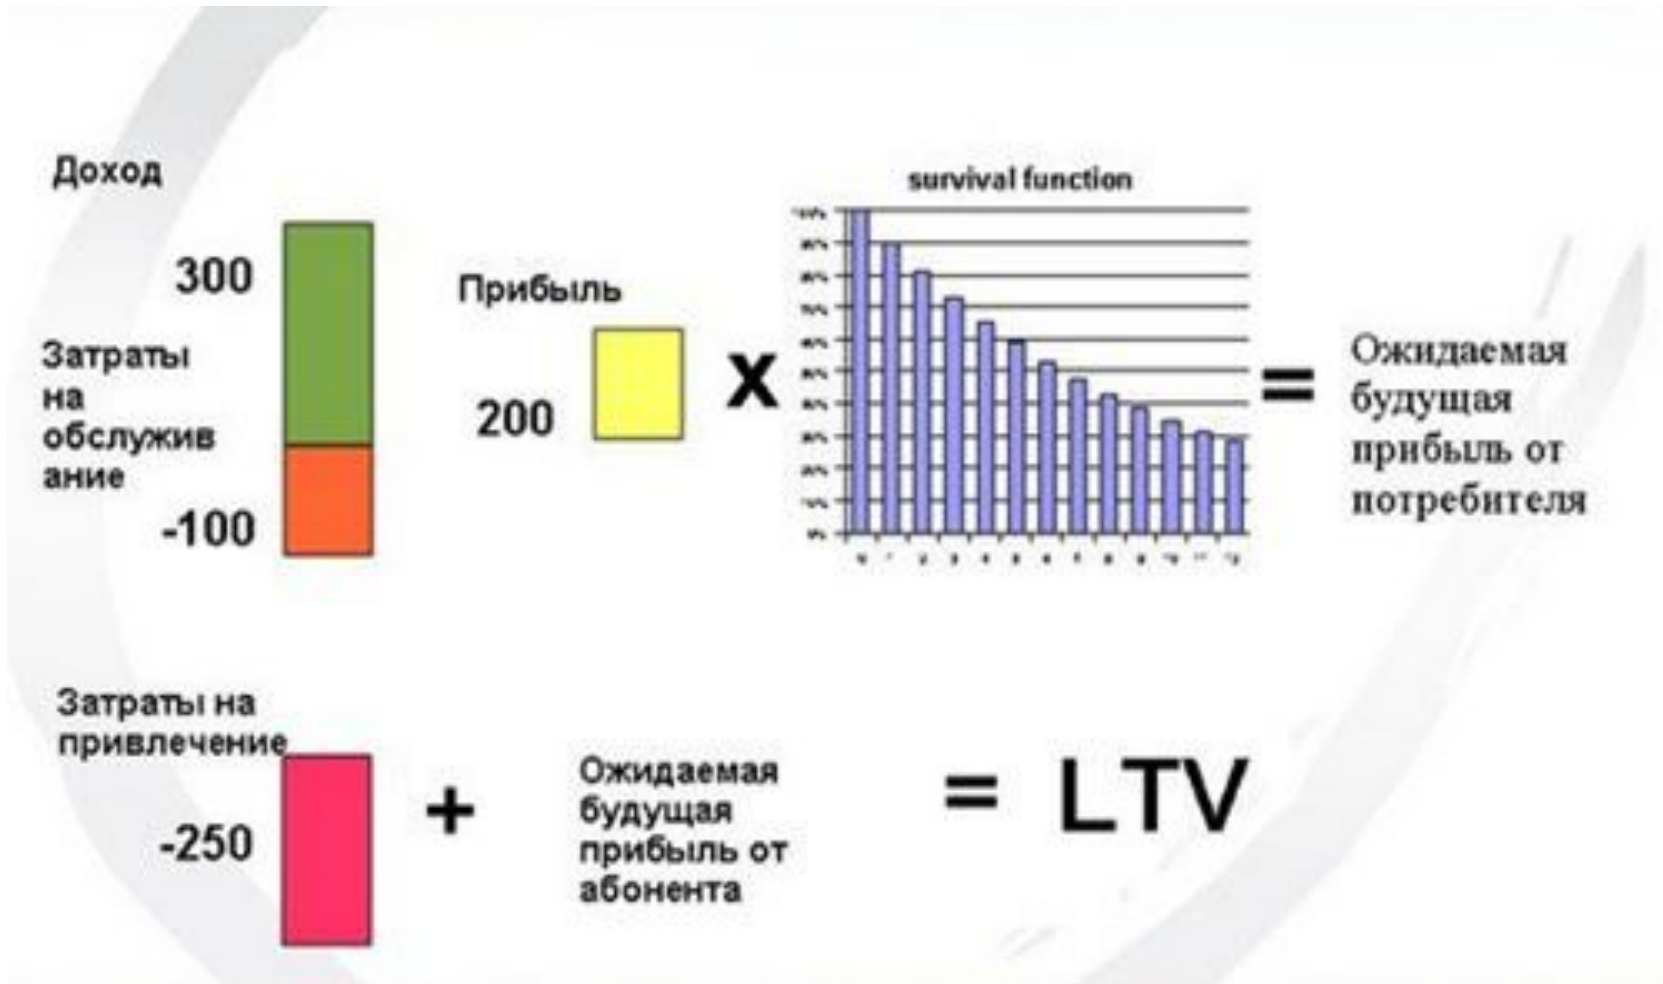 Доход
300
Затраты
на
обслужив
ание
-100
Прибыль
200
x
survival function
=
Ожидаемая
будущая
прибыль от
потребителя
Затраты на
привлечение
-250
+
Ожидаемая
будущая
прибыль от
абонента
= LTV